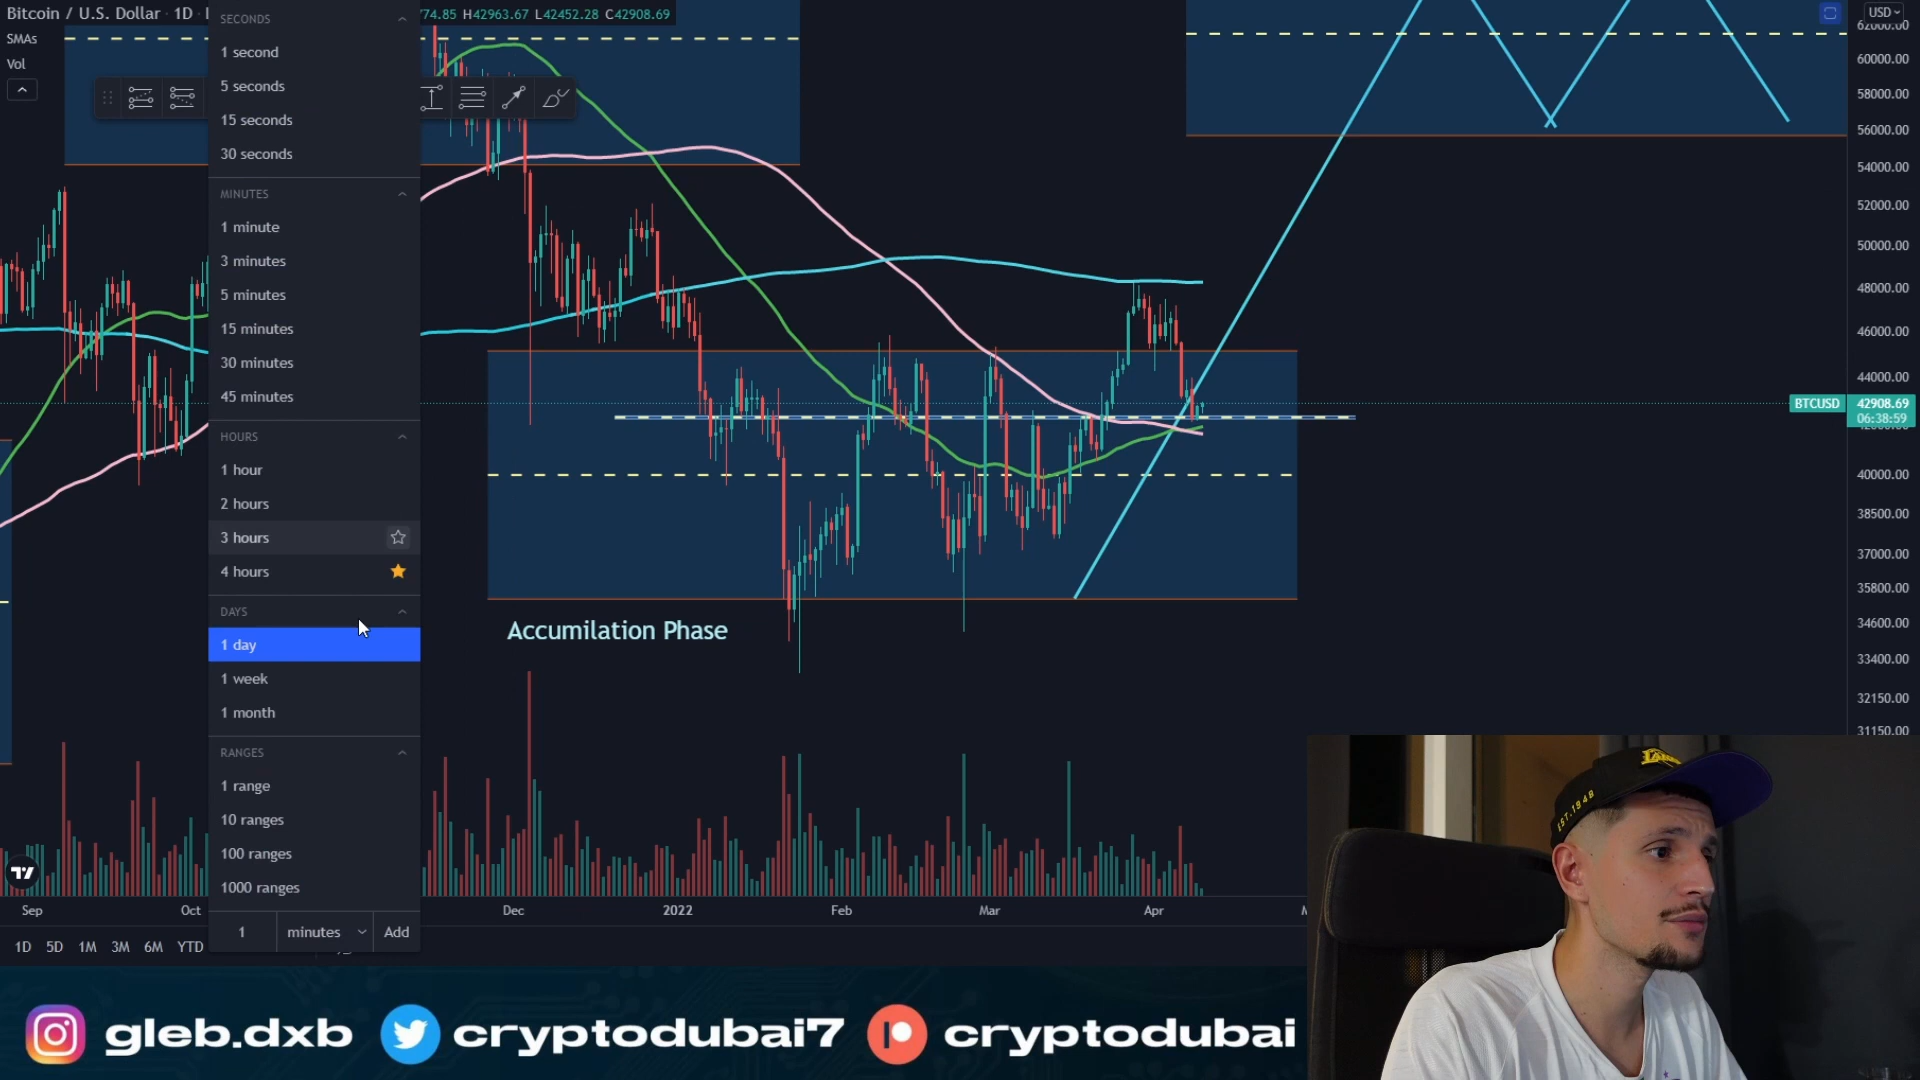 Bitcoin / U.S. Dollar · 1D ·
74.85 H42963.67 L42452.28 C42908.69
SMAs
Vol
SECONDS
1 second
5 seconds
15 seconds
30 seconds
MINUTES
1 minute
3 minutes
5 minutes
15 minutes
30 minutes
45 minutes
HOURS
1 hour
2 hours
3 hours
4 hours
DAYS
1 day
1 week
1 month
RANGES
1 range
10 ranges
100 ranges
1000 ranges
1 minutes Add
USD
62000.00
60000.00
58000.00
56000.00
54000.00
52000.00
50000.00
48000.00
46000.00
44000.00
BTCUSD 42908.69
06:38:59
40000.00
38500.00
37000.00
35800.00
34600.00
33400.00
32150.00
31150.00
Accumilation Phase
Sep Oct Dec 2022 Feb Mar Apr
1D 5D 1M 3M 6M YTD
EST.1948
gleb.dxb cryptodubai7 cryptodubai